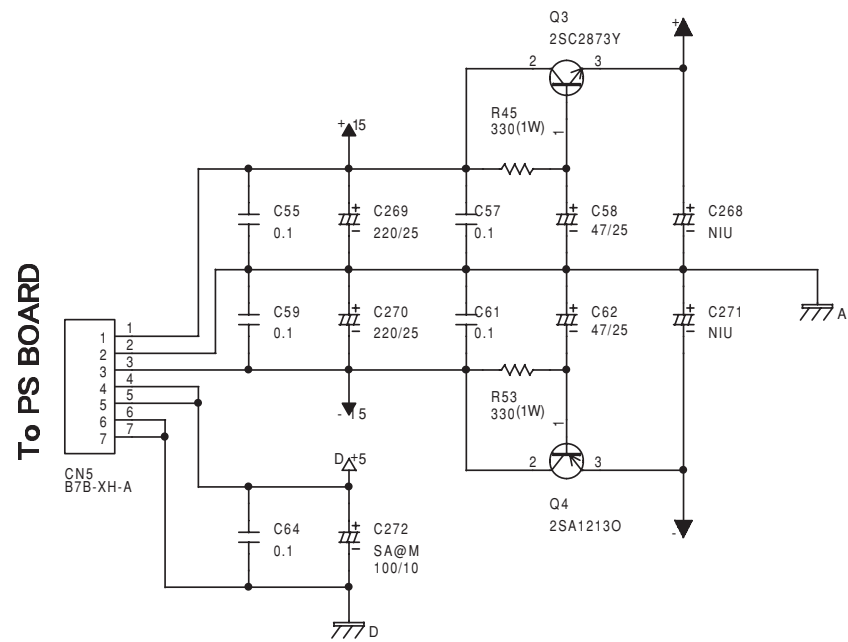 Q3
2SC2873Y
+
2
3
R45
330(1W)
1
+15
C55
0.1
C269
220/25
C57
0.1
C58
47/25
C268
NIU
A
To PS BOARD
C59
0.1
C270
220/25
C61
0.1
C62
47/25
C271
NIU
1 1
2 2
3 3
4 4
5 5
6 6
7 7
CN5
B7B-XH-A
-15
R53
330(1W)
1
2
3
Q4
2SA1213O
-
D +5
C64
0.1
C272
SA@M
100/10
D